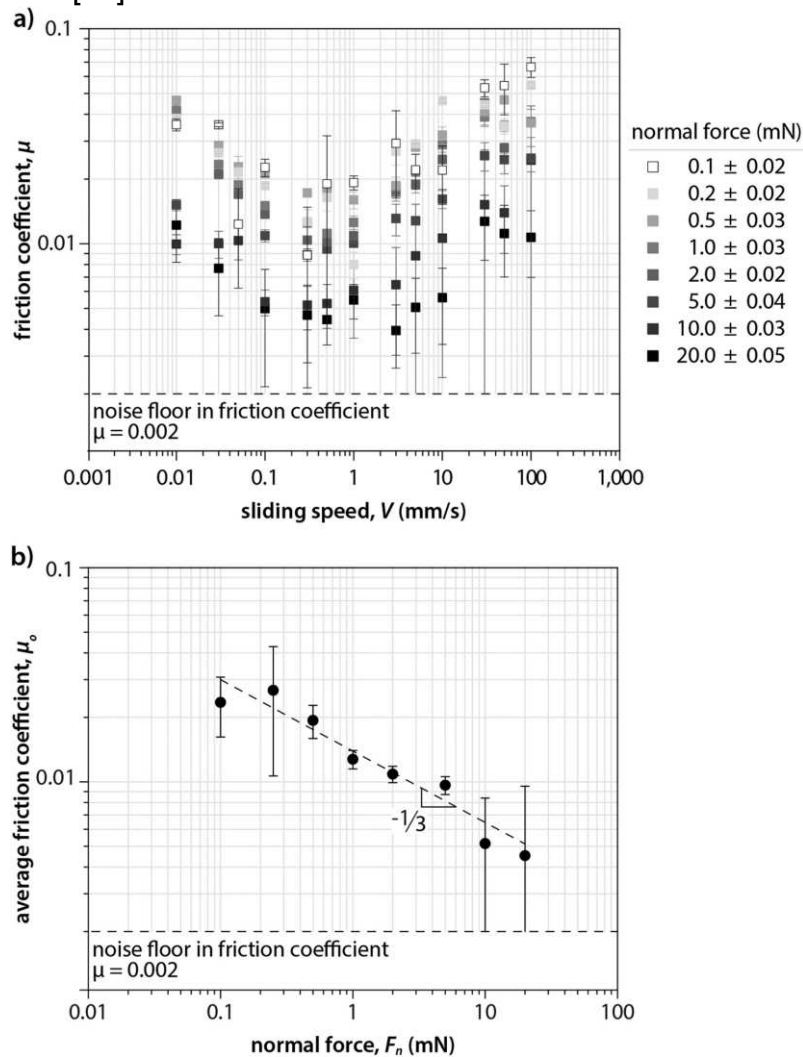 a)
0.1
0.01
friction coefficient, μ
noise floor in friction coefficient
μ = 0.002
0.001 0.01 0.1 1 10 100 1,000
sliding speed, V (mm/s)
normal force (mN)
0.1 ± 0.02
0.2 ± 0.02
0.5 ± 0.03
1.0 ± 0.03
2.0 ± 0.02
5.0 ± 0.04
10.0 ± 0.03
20.0 ± 0.05
b)
0.1
0.01
average friction coefficient, μₒ
-1/3
noise floor in friction coefficient
μ = 0.002
0.01 0.1 1 10 100
normal force, Fₙ (mN)